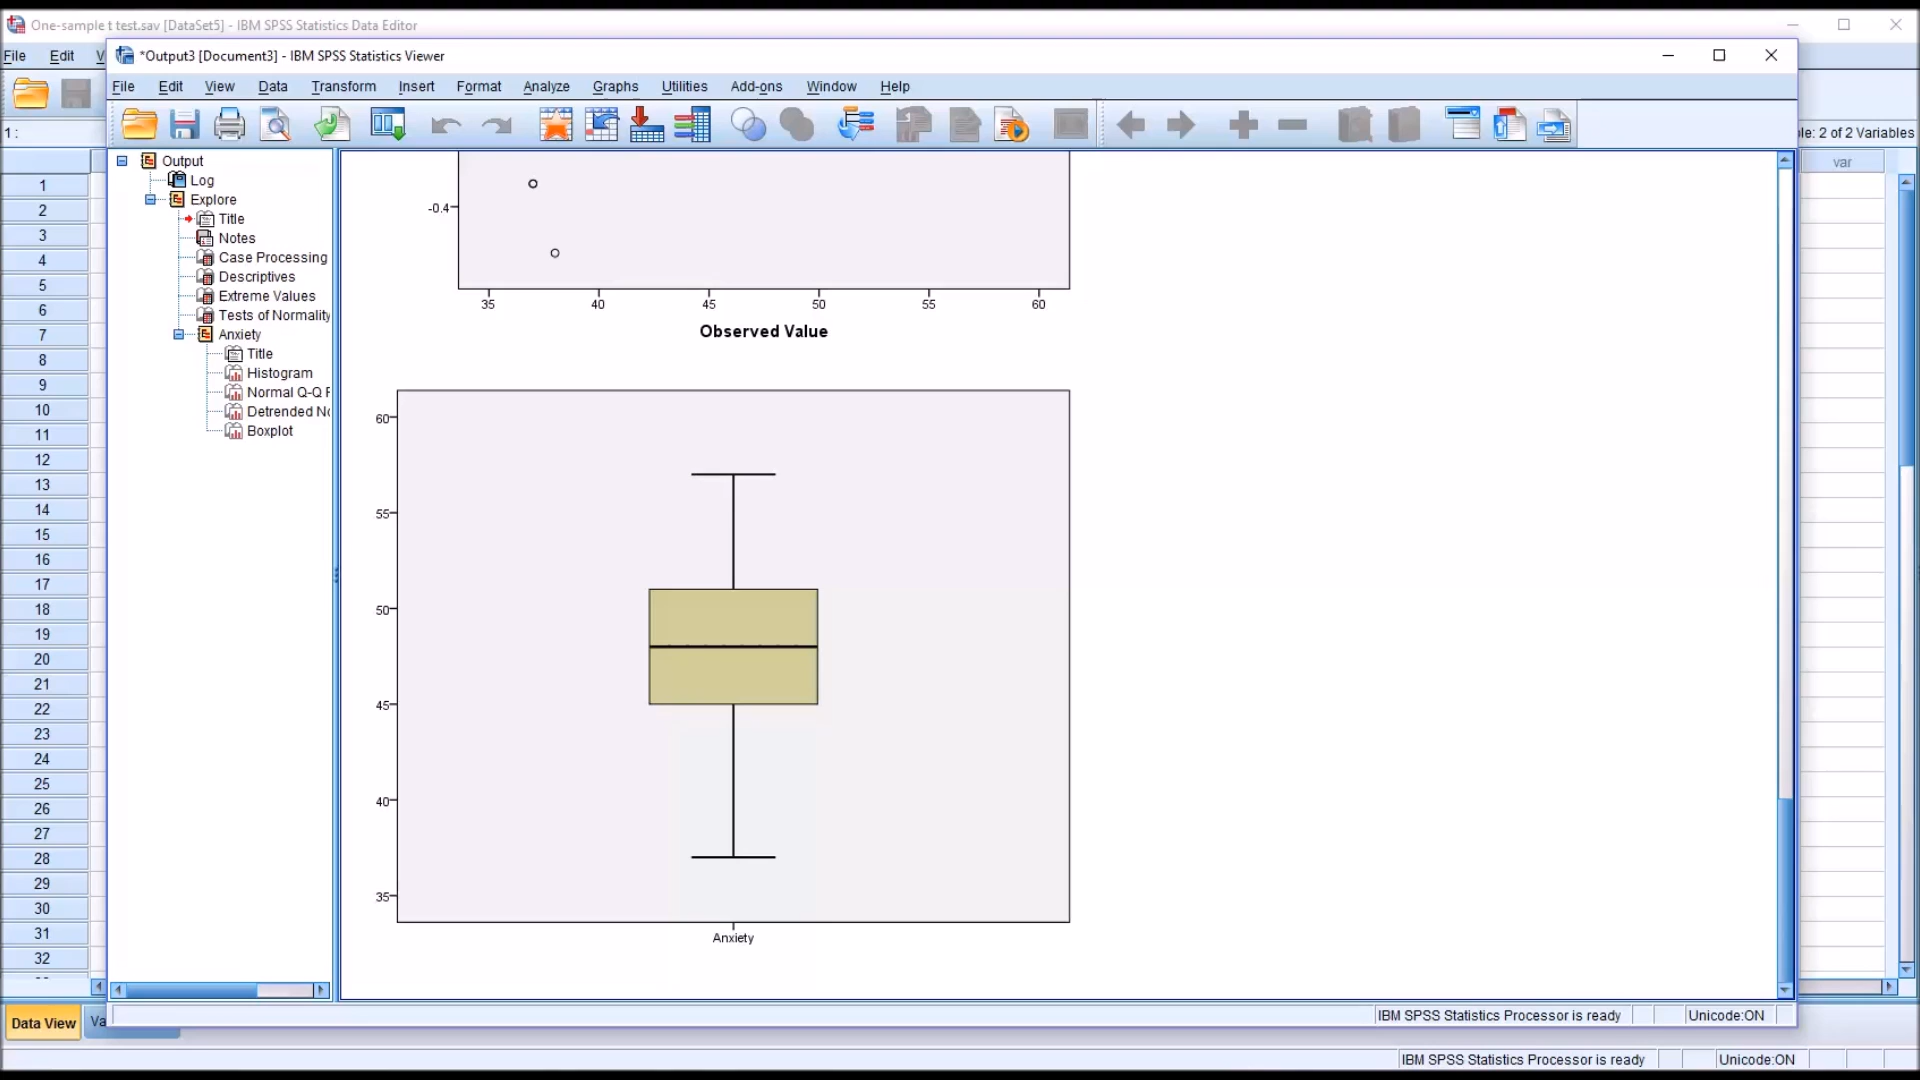 One-sample t test.sav [DataSet5] - IBM SPSS Statistics Data Editor
File Edit V
*Output3 [Document3] - IBM SPSS Statistics Viewer
File Edit View Data Transform Insert Format Analyze Graphs Utilities Add-ons Window Help
1 :
2 of 2 Variables
var
1
2
3
4
5
6
7
8
9
10
11
12
13
14
15
16
17
18
19
20
21
22
23
24
25
26
27
28
29
30
31
32
Output
Log
Explore
Title
Notes
Case Processing
Descriptives
Extreme Values
Tests of Normality
Anxiety
Title
Histogram
Normal Q-Q
Detrended
Boxplot
-0.4
35 40 45 50 55 60
Observed Value
60
55
50
45
40
35
Anxiety
IBM SPSS Statistics Processor is ready Unicode:ON
Data View Va
IBM SPSS Statistics Processor is ready Unicode:ON